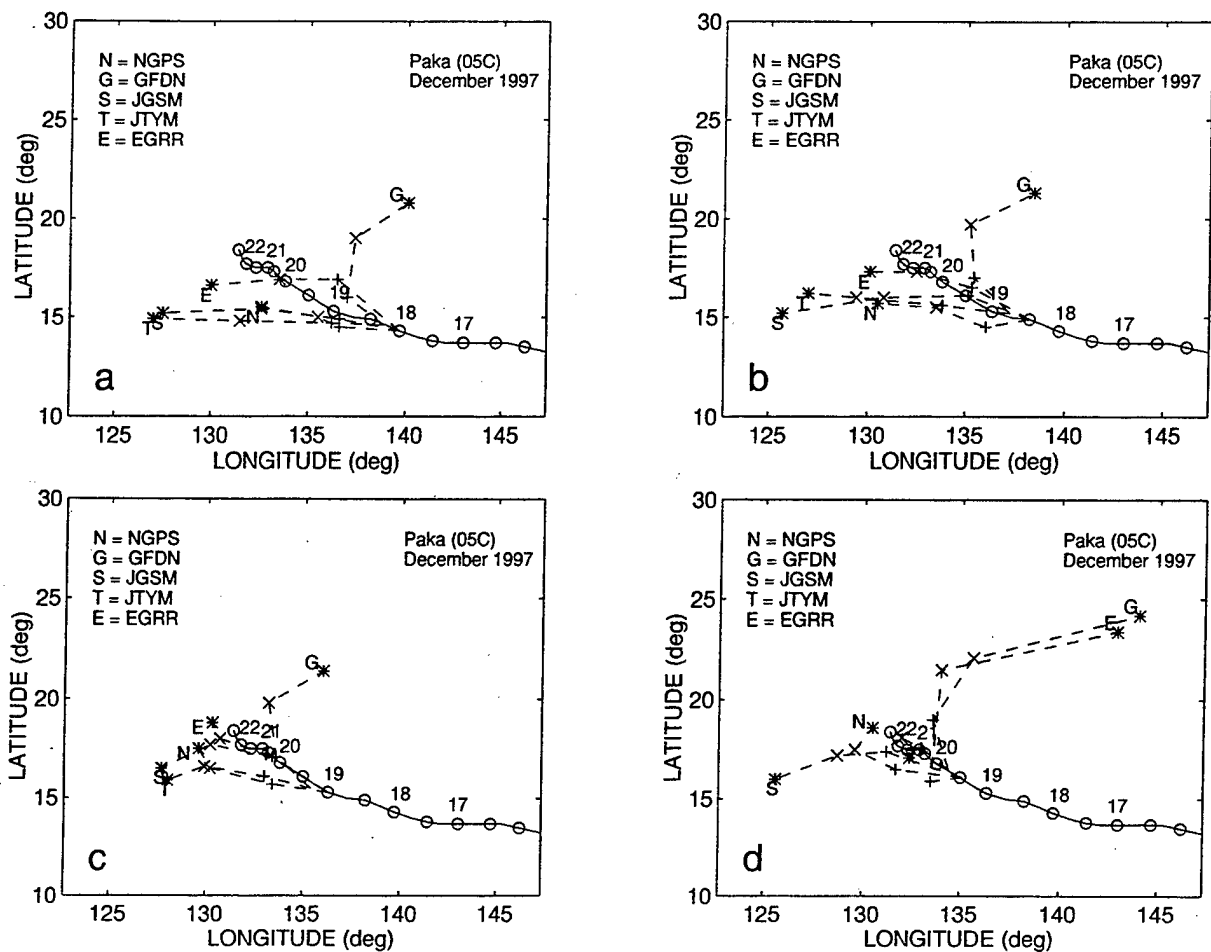 30
25
20
15
10
LATITUDE (deg)
N = NGPS
G = GFDN
S = JGSM
T = JTYM
E = EGRR
Paka (05C)
December 1997
G
22
21
20
19
18
17
E
N
T
S
a
125
130
135
140
145
LONGITUDE (deg)
30
25
20
15
10
LATITUDE (deg)
N = NGPS
G = GFDN
S = JGSM
T = JTYM
E = EGRR
Paka (05C)
December 1997
G
22
21
20
19
18
17
E
T
N
S
b
125
130
135
140
145
LONGITUDE (deg)
30
25
20
15
10
LATITUDE (deg)
N = NGPS
G = GFDN
S = JGSM
T = JTYM
E = EGRR
Paka (05C)
December 1997
G
E
22
21
20
N
19
18
17
S
T
c
125
130
135
140
145
LONGITUDE (deg)
30
25
20
15
10
LATITUDE (deg)
N = NGPS
G = GFDN
S = JGSM
T = JTYM
E = EGRR
Paka (05C)
December 1997
G
E
N
22
20
19
18
17
S
d
125
130
135
140
145
LONGITUDE (deg)